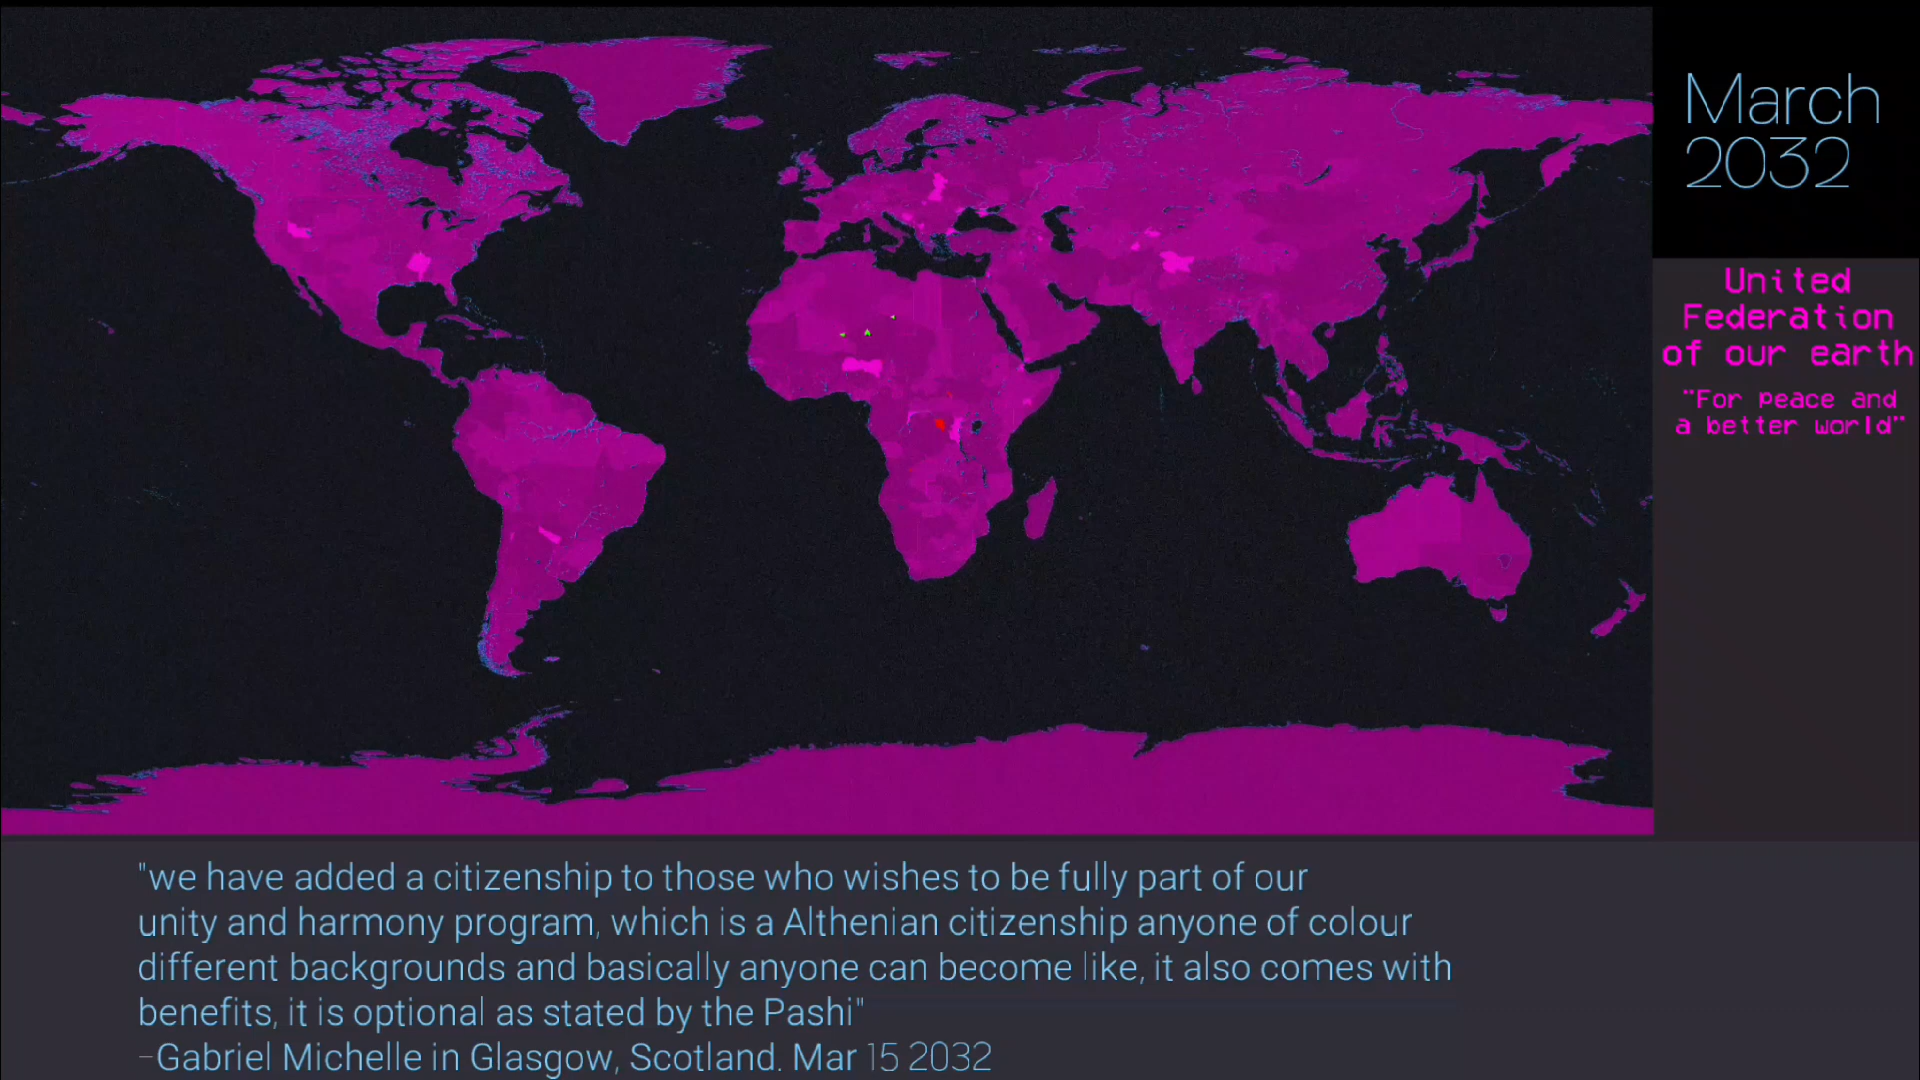 March
2032
United
Federation
of our earth
"For peace and
a better world"
"we have added a citizenship to those who wishes to be fully part of our
unity and harmony program, which is a Althenian citizenship anyone of colour
different backgrounds and basically anyone can become like, it also comes with
benefits, it is optional as stated by the Pashi"
-Gabriel Michelle in Glasgow, Scotland. Mar 15 2032